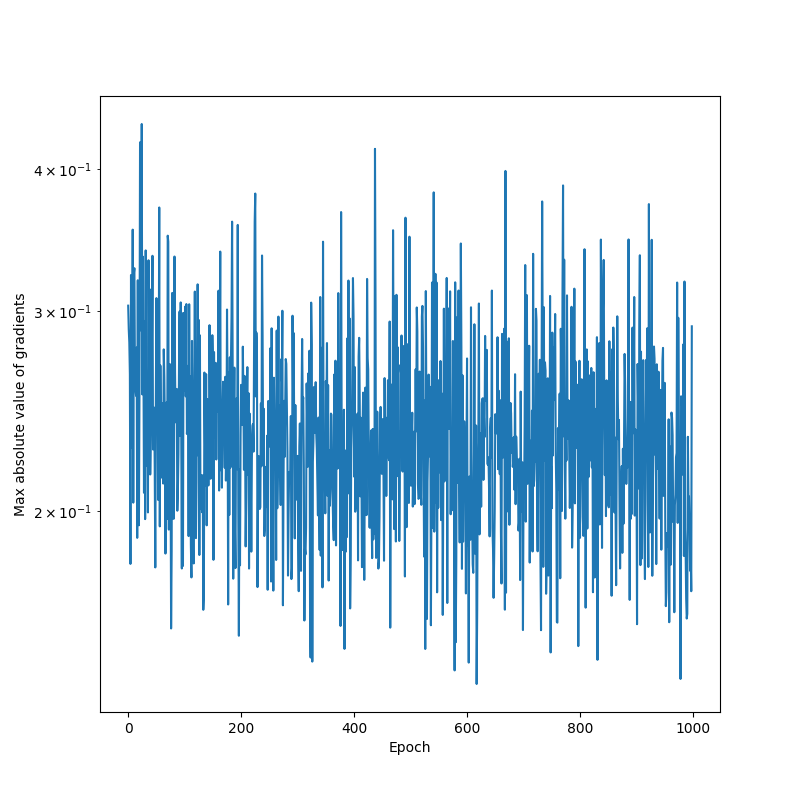 Max absolute value of gradients
4 × 10⁻¹
3 × 10⁻¹
2 × 10⁻¹
0 200 400 600 800 1000
Epoch